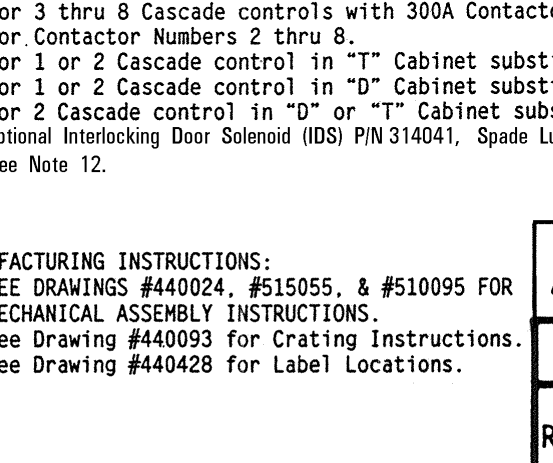 or 3 thru 8 Cascade controls with 300A Contacto
or Contactor Numbers 2 thru 8.
or 1 or 2 Cascade control in "T" Cabinet substi
or 1 or 2 Cascade control in "D" Cabinet substi
or 2 Cascade control in "D" or "T" Cabinet subs
ptional Interlocking Door Solenoid (IDS) P/N 314041, Spade Lu
ee Note 12.
FACTURING INSTRUCTIONS:
EE DRAWINGS #440024, #515055, & #510095 FOR
ECHANICAL ASSEMBLY INSTRUCTIONS.
ee Drawing #440093 for Crating Instructions.
ee Drawing #440428 for Label Locations.
R